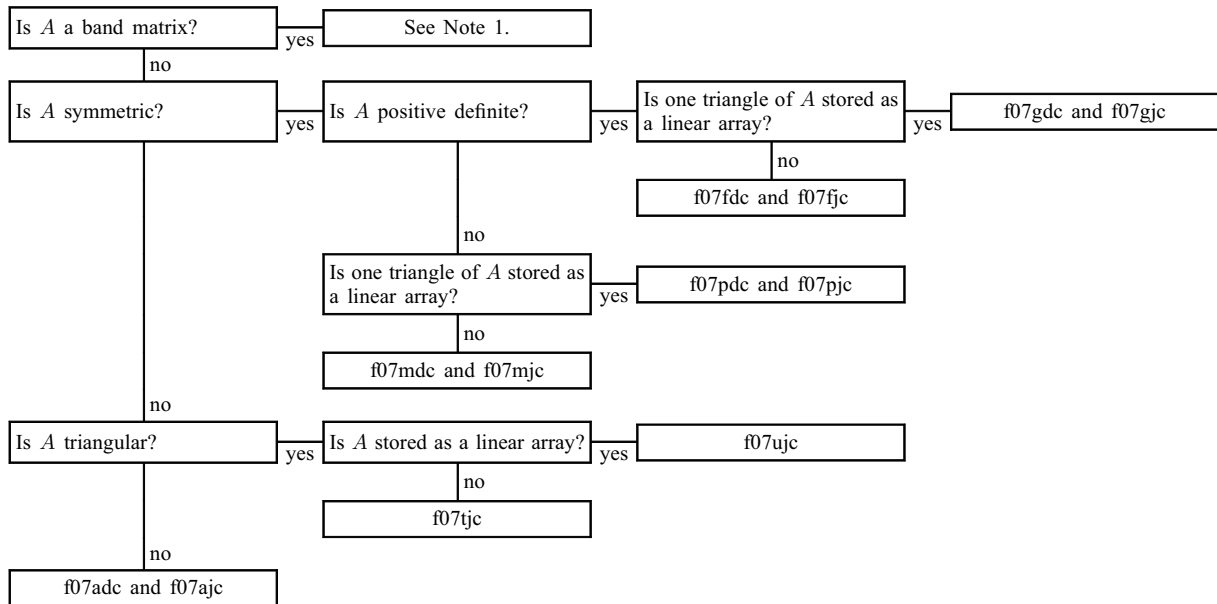 Is A a band matrix?
yes
See Note 1.
no
Is A symmetric?
yes
Is A positive definite?
yes
Is one triangle of A stored as
a linear array?
yes
f07gdc and f07gjc
no
f07fdc and f07fjc
no
Is one triangle of A stored as
a linear array?
yes
f07pdc and f07pjc
no
f07mdc and f07mjc
no
Is A triangular?
yes
Is A stored as a linear array?
yes
f07ujc
no
f07tjc
no
f07adc and f07ajc